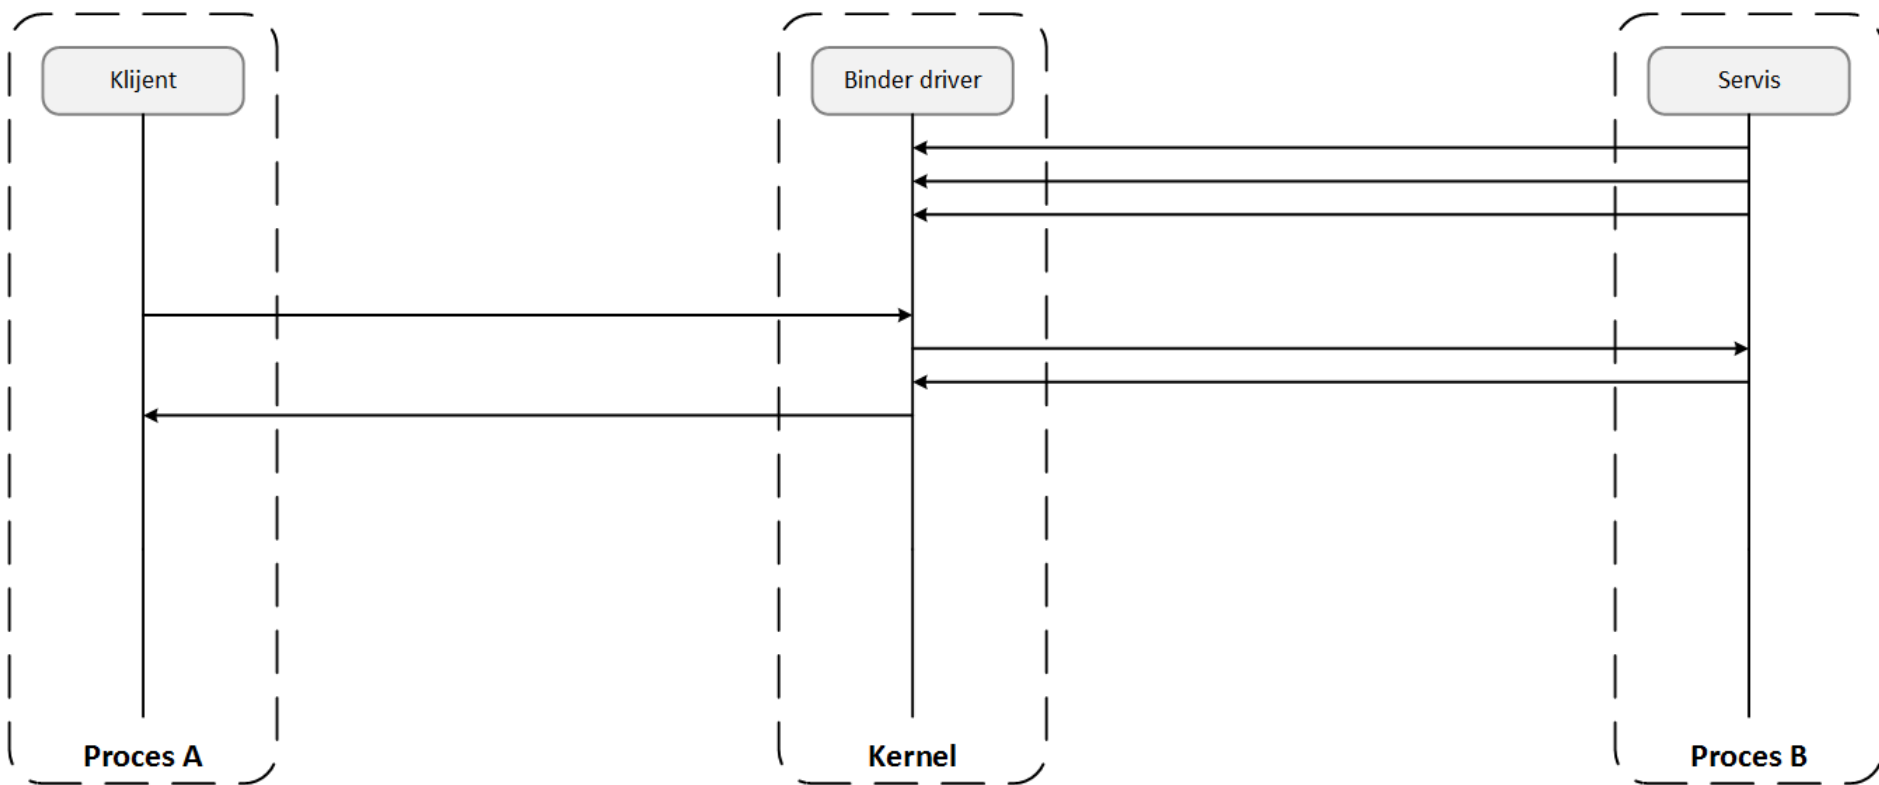 Klijent
Binder driver
Servis
Proces A
Kernel
Proces B